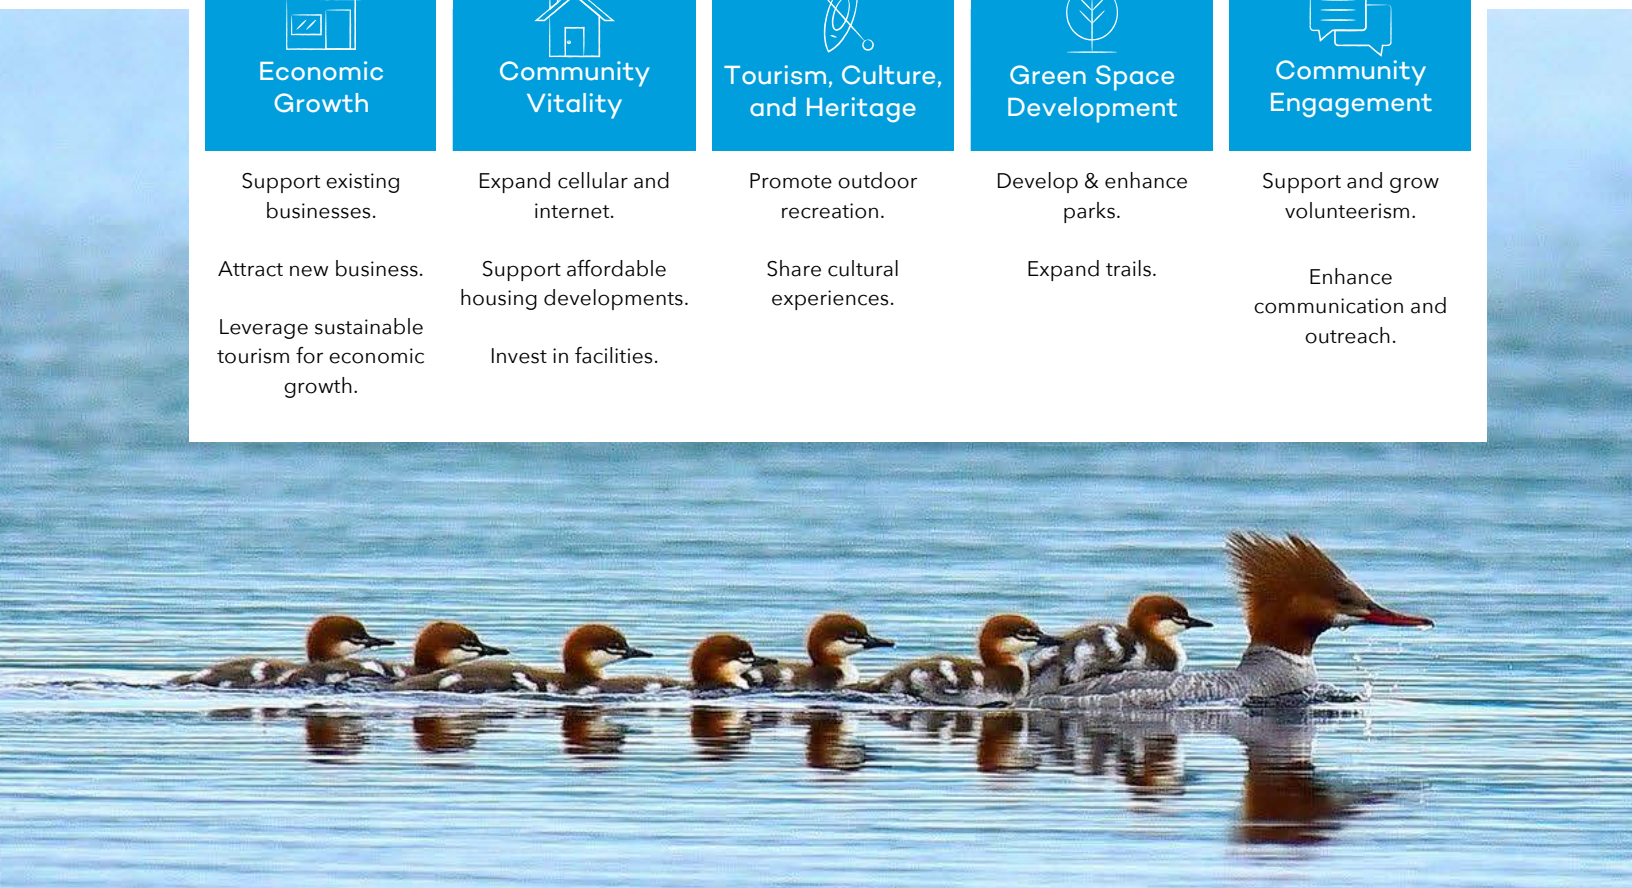 Economic
Growth
Support existing
businesses.
Attract new business.
Leverage sustainable
tourism for economic
growth.
Community
Vitality
Expand cellular and
internet.
Support affordable
housing developments.
Invest in facilities.
Tourism, Culture,
and Heritage
Promote outdoor
recreation.
Share cultural
experiences.
Green Space
Development
Develop & enhance
parks.
Expand trails.
Community
Engagement
Support and grow
volunteerism.
Enhance
communication and
outreach.